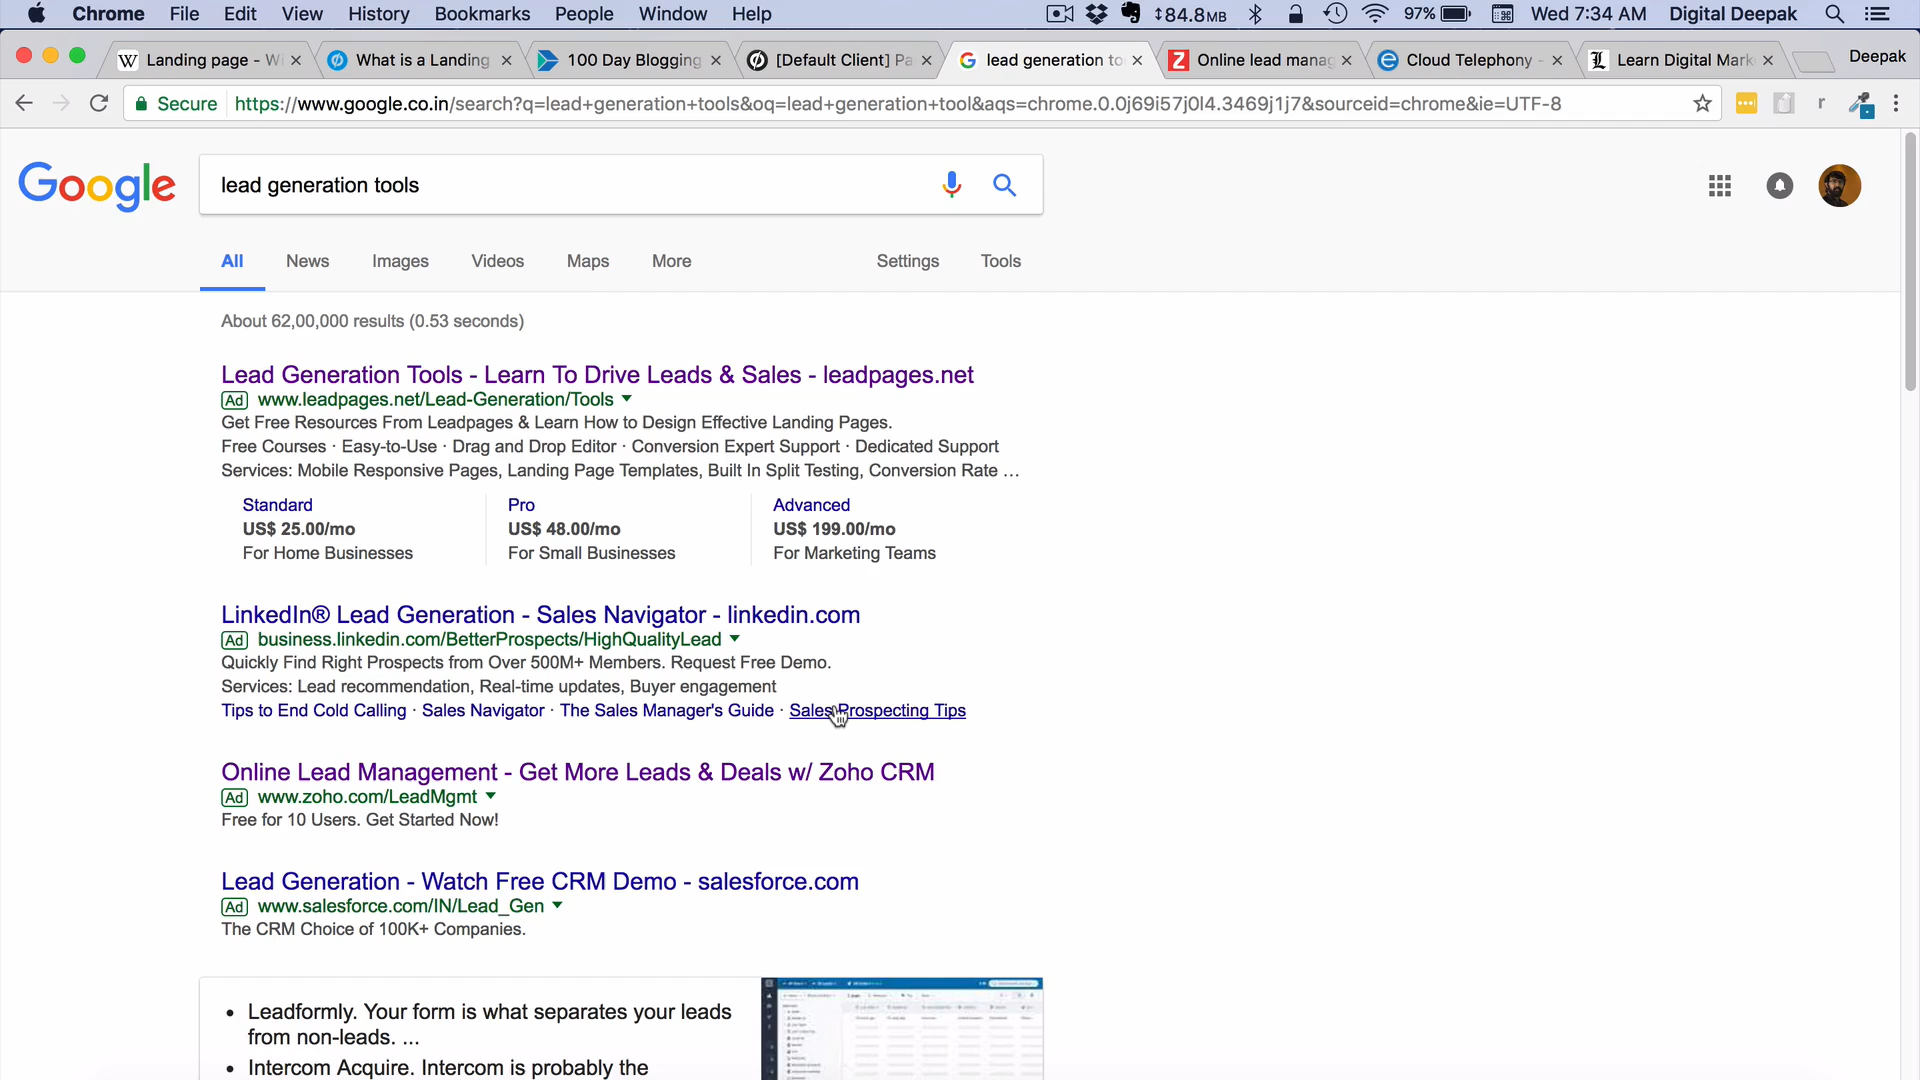 Chrome File Edit View History Bookmarks People Window Help 84.8MB 97% Wed 7:34 AM Digital Deepak
Landing page - Wi What is a Landing 100 Day Blogging [Default Client] Pa lead generation to Online lead manag Cloud Telephony - Learn Digital Mark Deepak
Secure https://www.google.co.in/search?q=lead+generation+tools&oq=lead+generation+tool&aqs=chrome.0.0j69i57j0l4.3469j1j7&sourceid=chrome&ie=UTF-8
Google lead generation tools
All News Images Videos Maps More Settings Tools
About 62,00,000 results (0.53 seconds)
Lead Generation Tools - Learn To Drive Leads & Sales - leadpages.net
Ad www.leadpages.net/Lead-Generation/Tools
Get Free Resources From Leadpages & Learn How to Design Effective Landing Pages.
Free Courses · Easy-to-Use · Drag and Drop Editor · Conversion Expert Support · Dedicated Support
Services: Mobile Responsive Pages, Landing Page Templates, Built In Split Testing, Conversion Rate ...
Standard Pro Advanced
US$ 25.00/mo US$ 48.00/mo US$ 199.00/mo
For Home Businesses For Small Businesses For Marketing Teams
LinkedIn® Lead Generation - Sales Navigator - linkedin.com
Ad business.linkedin.com/BetterProspects/HighQualityLead
Quickly Find Right Prospects from Over 500M+ Members. Request Free Demo.
Services: Lead recommendation, Real-time updates, Buyer engagement
Tips to End Cold Calling · Sales Navigator · The Sales Manager's Guide · Sales Prospecting Tips
Online Lead Management - Get More Leads & Deals w/ Zoho CRM
Ad www.zoho.com/LeadMgmt
Free for 10 Users. Get Started Now!
Lead Generation - Watch Free CRM Demo - salesforce.com
Ad www.salesforce.com/IN/Lead_Gen
The CRM Choice of 100K+ Companies.
• Leadformly. Your form is what separates your leads
from non-leads. ...
• Intercom Acquire. Intercom is probably the